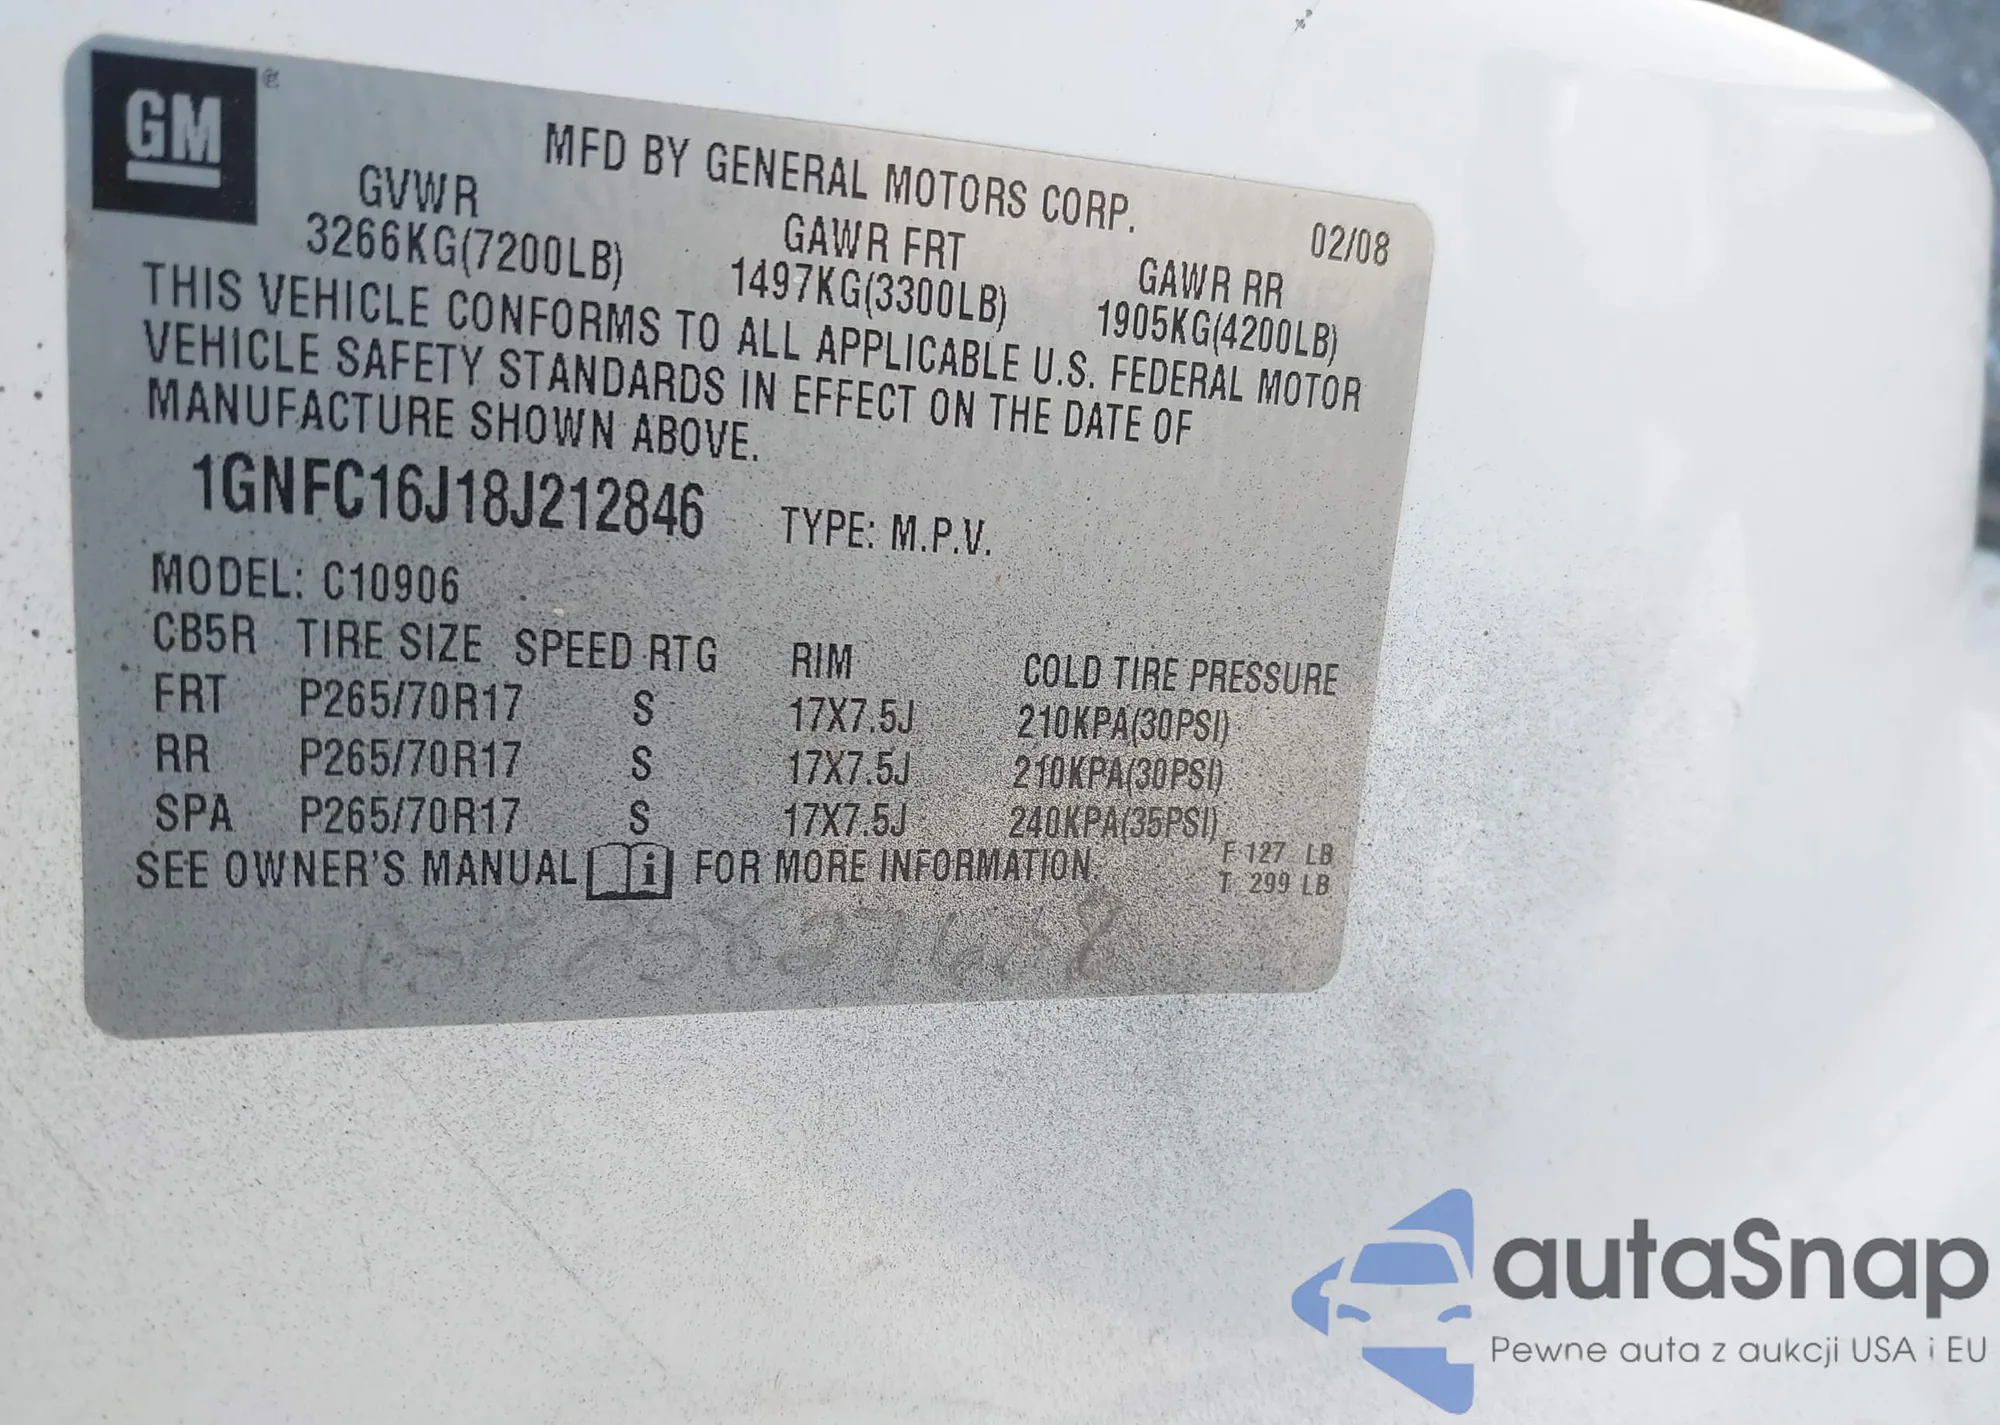 GM
MFD BY GENERAL MOTORS CORP.
02/08
GVWR GAWR FRT GAWR RR
3266KG(7200LB) 1497KG(3300LB) 1905KG(4200LB)
THIS VEHICLE CONFORMS TO ALL APPLICABLE U.S. FEDERAL MOTOR
VEHICLE SAFETY STANDARDS IN EFFECT ON THE DATE OF
MANUFACTURE SHOWN ABOVE.
1GNFC16J18J212846 TYPE: M.P.V.
MODEL: C10906
CB5R TIRE SIZE SPEED RTG RIM COLD TIRE PRESSURE
FRT P265/70R17 S 17X7.5J 210KPA(30PSI)
RR P265/70R17 S 17X7.5J 210KPA(30PSI)
SPA P265/70R17 S 17X7.5J 240KPA(35PSI)
SEE OWNER'S MANUAL i FOR MORE INFORMATION.
F 127 LB
T 299 LB
autaSnap
Pewne auta z aukcji USA i EU